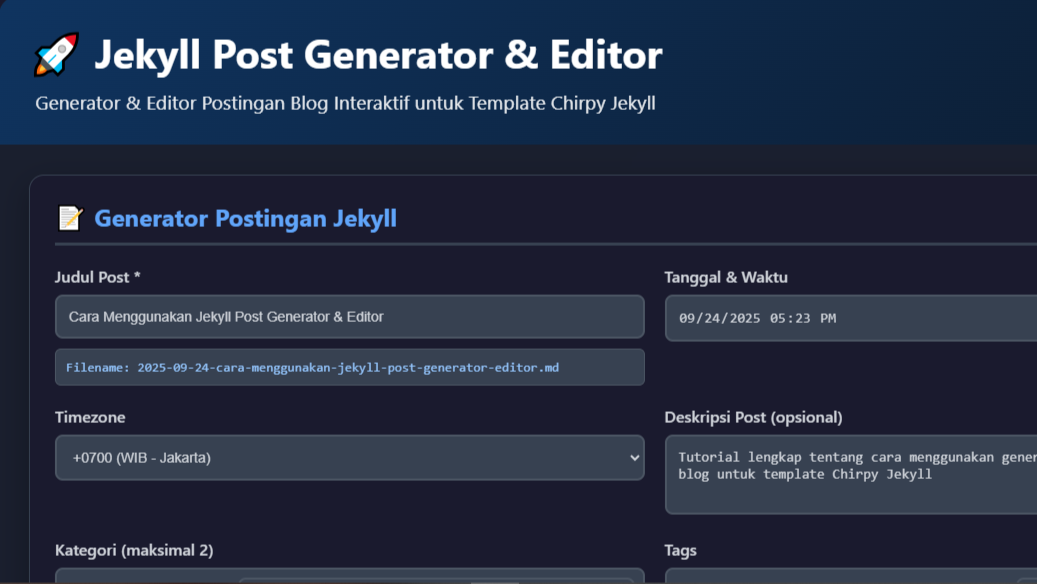 Jekyll Post Generator & Editor
Generator & Editor Postingan Blog Interaktif untuk Template Chirpy Jekyll
Generator Postingan Jekyll
Judul Post *
Cara Menggunakan Jekyll Post Generator & Editor
Filename: 2025-09-24-cara-menggunakan-jekyll-post-generator-editor.md
Tanggal & Waktu
09/24/2025 05:23 PM
Timezone
+0700 (WIB - Jakarta)
Deskripsi Post (opsional)
Tutorial lengkap tentang cara menggunakan
blog untuk template Chirpy Jekyll
Kategori (maksimal 2)
Tags